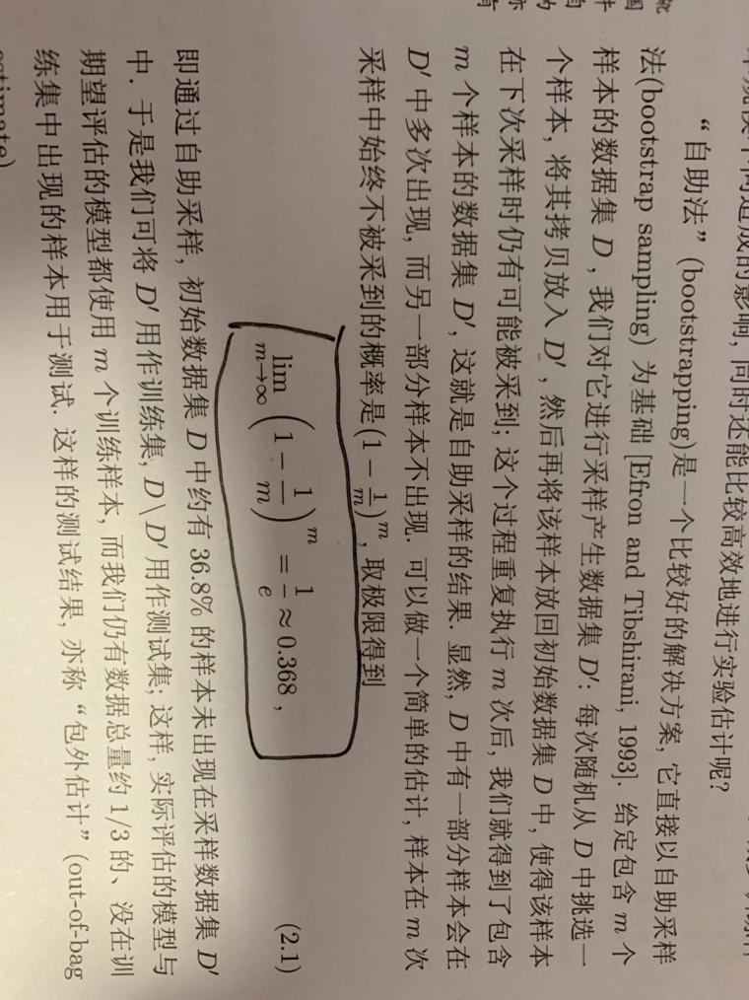 成的影响, 同时还能比较高效地进行实验估计呢?
“自助法” (bootstrapping)是一个比较好的解决方案, 它直接以自助采样
法(bootstrap sampling) 为基础 [Efron and Tibshirani, 1993]. 给定包含 m 个
样本的数据集 D , 我们对它进行采样产生数据集 D′: 每次随机从 D 中挑选一
个样本, 将其拷贝放入 D′ , 然后再将该样本放回初始数据集 D 中, 使得该样本
在下次采样时仍有可能被采到; 这个过程重复执行 m 次后, 我们就得到了包含
m 个样本的数据集 D′, 这就是自助采样的结果. 显然, D 中有一部分样本会在
D′ 中多次出现, 而另一部分样本不出现. 可以做一个简单的估计, 样本在 m 次
采样中始终不被采到的概率是 (1 − 1/m)^m , 取极限得到
lim m→∞ (1 − 1/m)^m = 1/e ≈ 0.368 , (2.1)
即通过自助采样, 初始数据集 D 中约有 36.8% 的样本未出现在采样数据集 D′
中. 于是我们可将 D′ 用作训练集, D\D′ 用作测试集; 这样, 实际评估的模型与
期望评估的模型都使用 m 个训练样本, 而我们仍有数据总量约 1/3 的、没在训
练集中出现的样本用于测试. 这样的测试结果, 亦称 “包外估计” (out-of-bag
estimate)